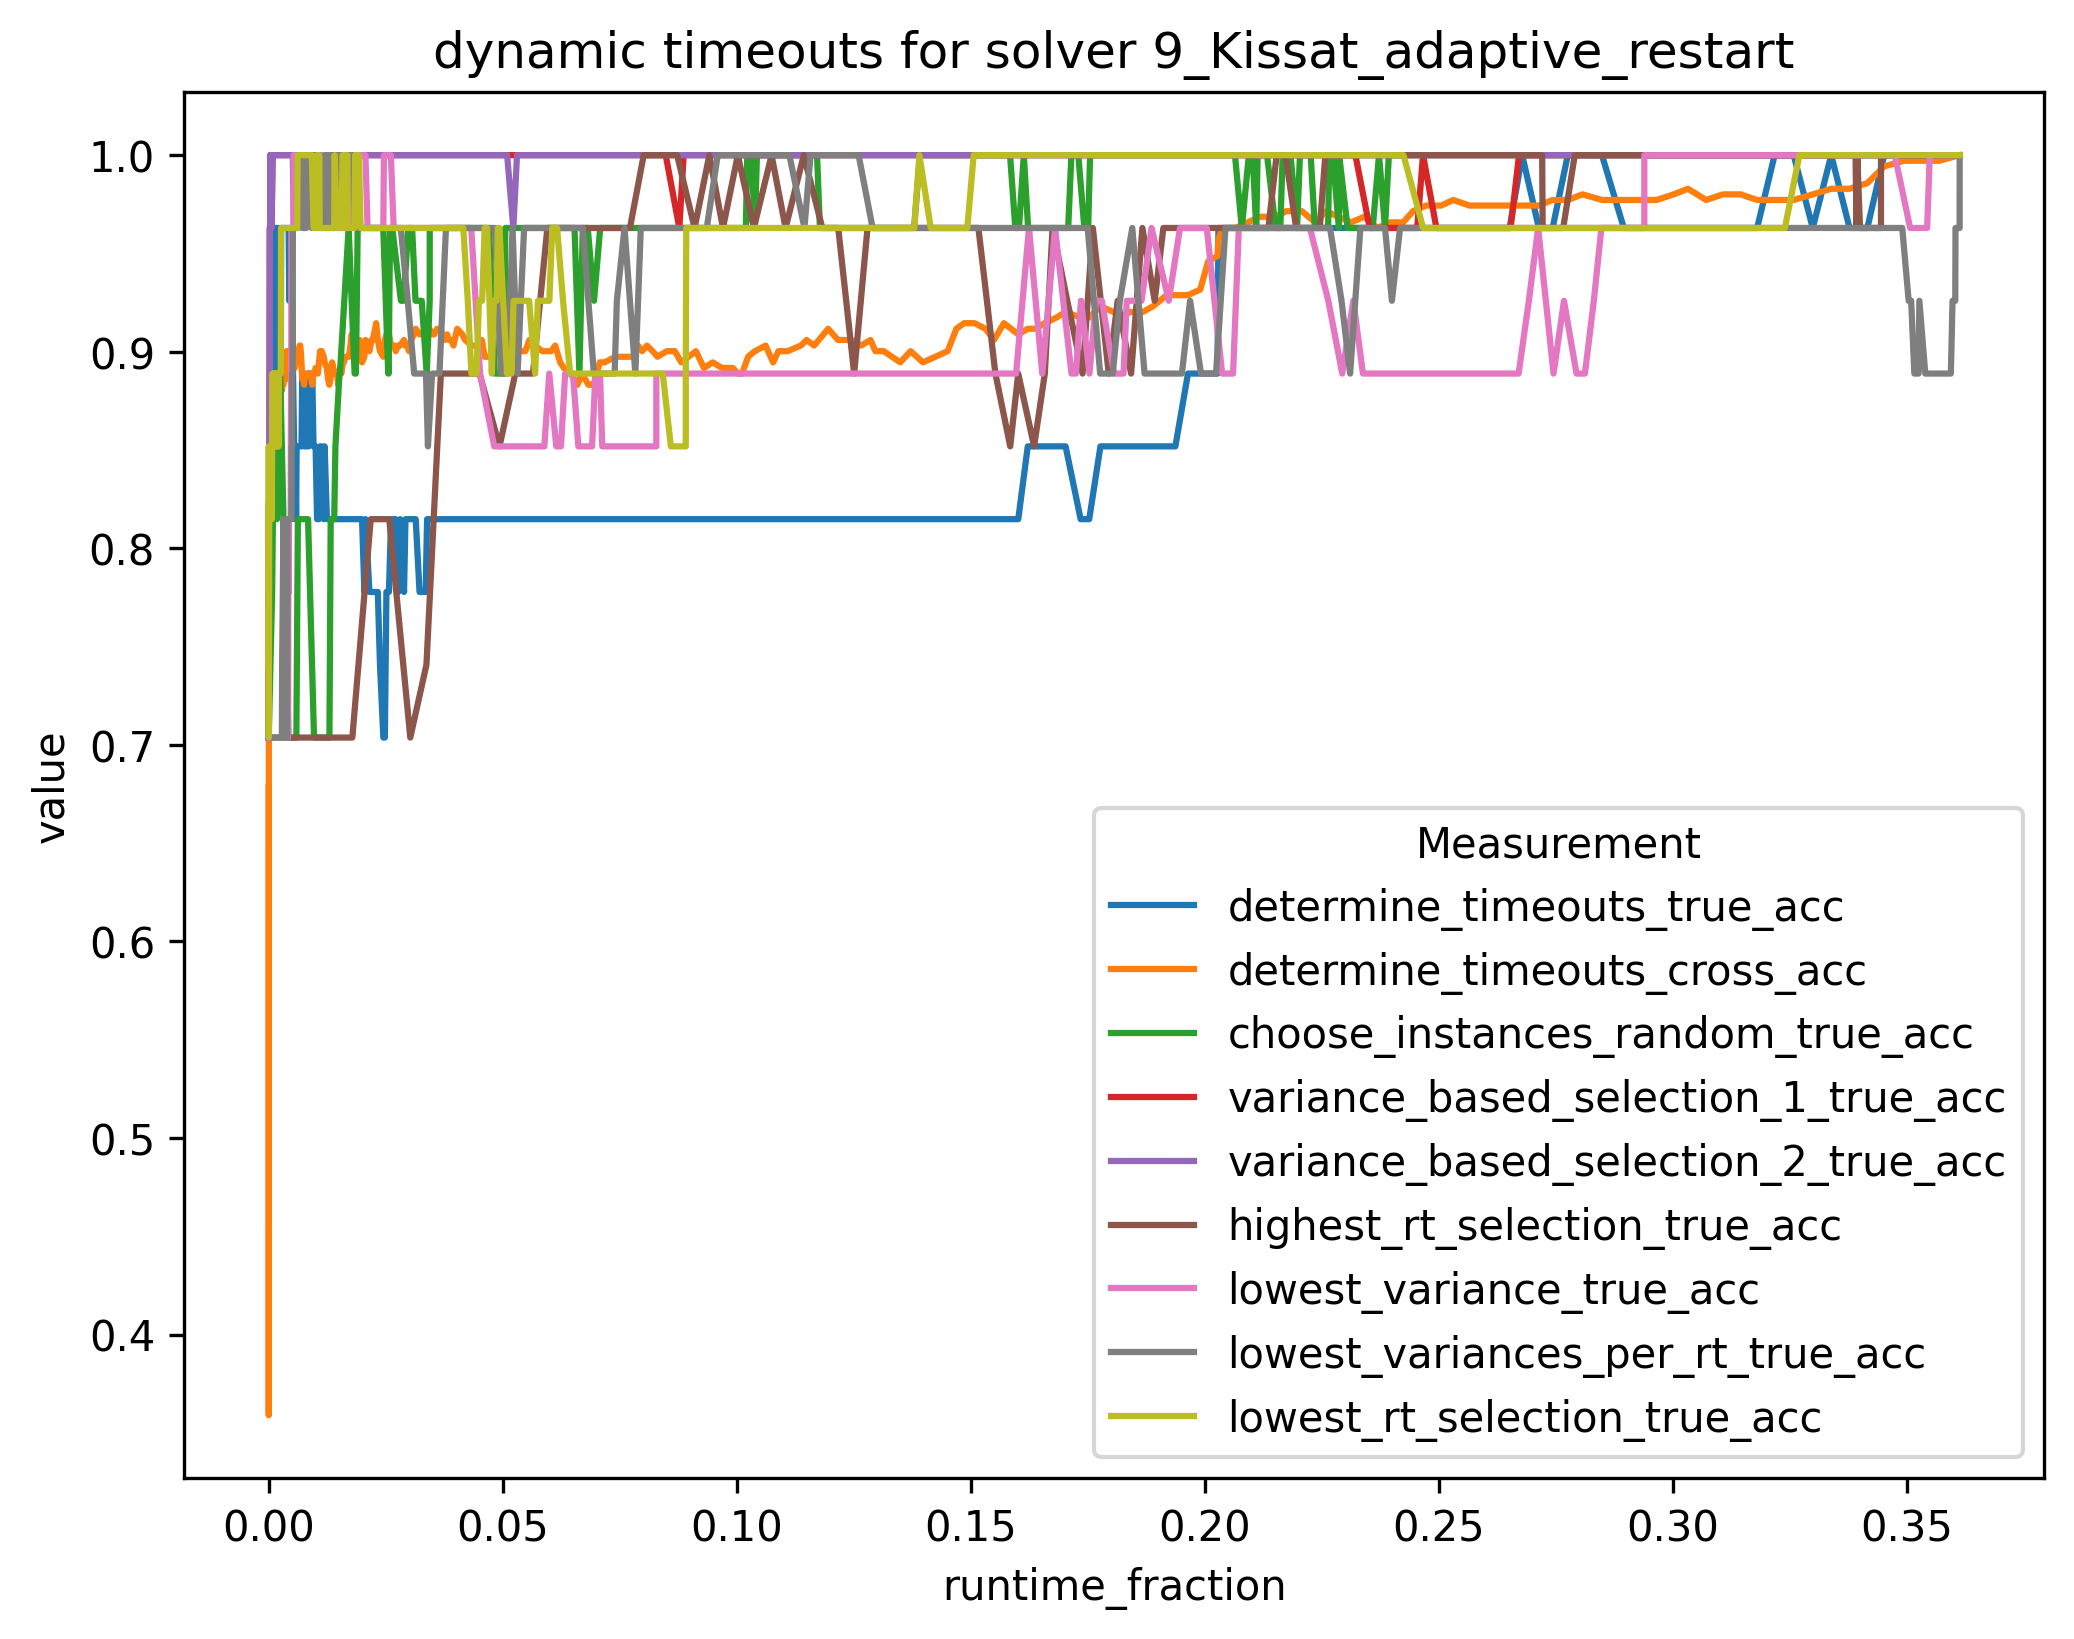 dynamic timeouts for solver 9_Kissat_adaptive_restart
value
1.0
0.9
0.8
0.7
0.6
0.5
0.4
Measurement
determine_timeouts_true_acc
determine_timeouts_cross_acc
choose_instances_random_true_acc
variance_based_selection_1_true_acc
variance_based_selection_2_true_acc
highest_rt_selection_true_acc
lowest_variance_true_acc
lowest_variances_per_rt_true_acc
lowest_rt_selection_true_acc
0.00 0.05 0.10 0.15 0.20 0.25 0.30 0.35
runtime_fraction